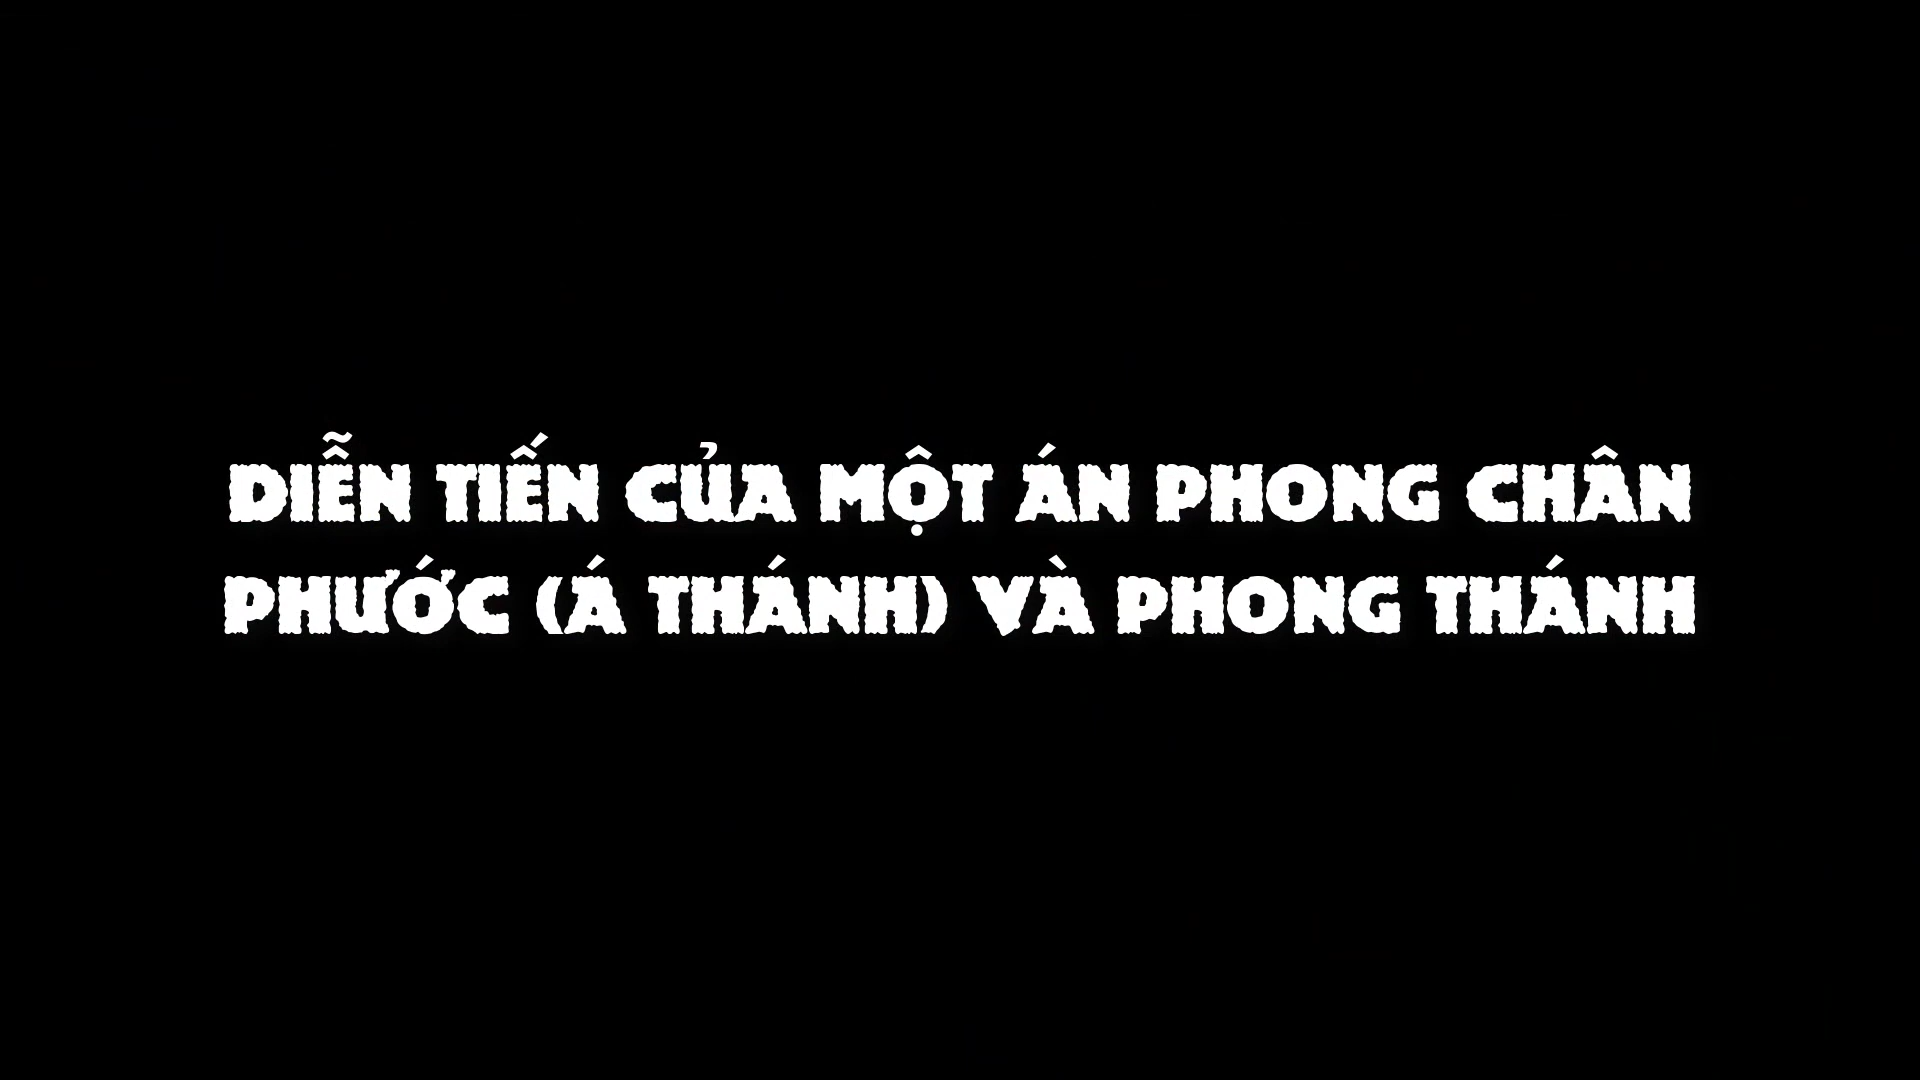 DIỄN TIẾN CỦA MỘT ÁN PHONG CHÂN
PHƯỚC (Á THÁNH) VÀ PHONG THÁNH